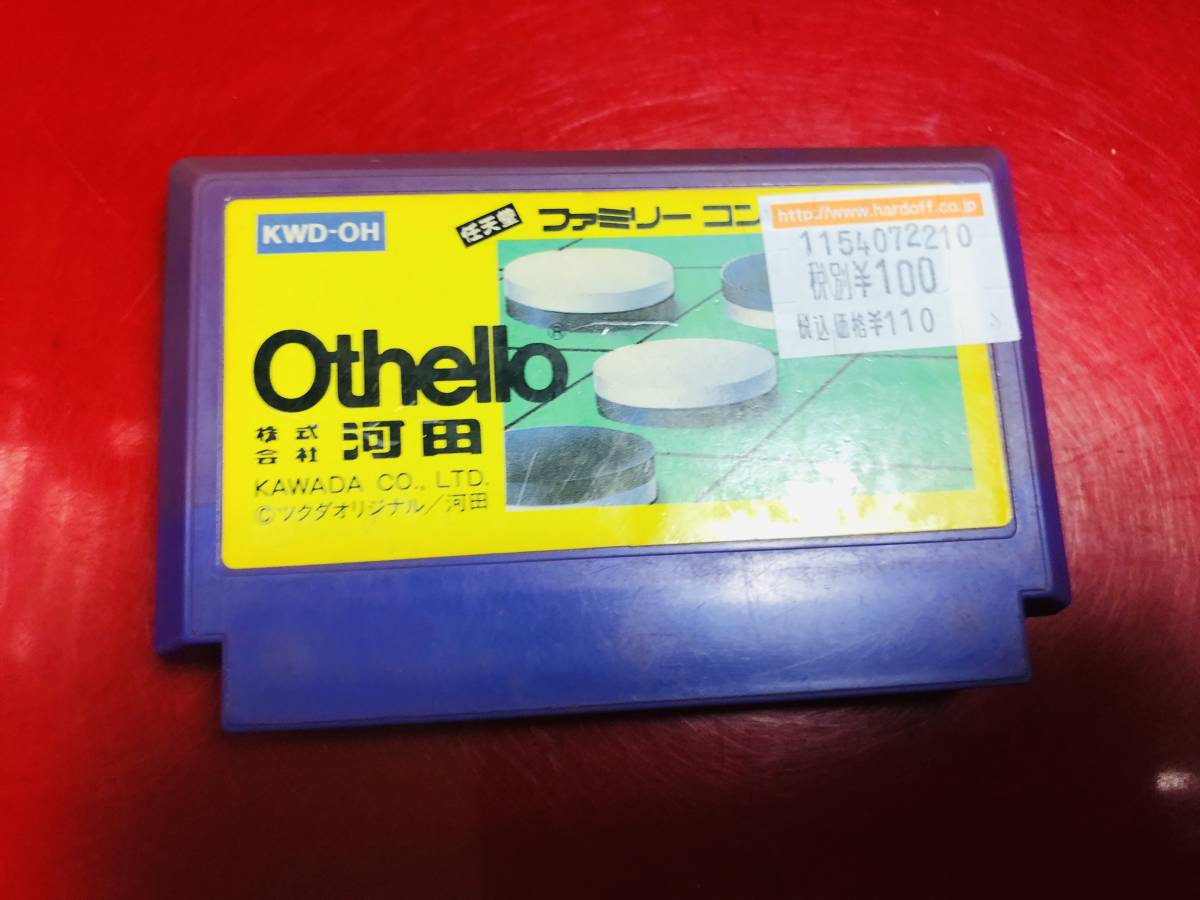 KWD-OH
任天堂
ファミリー コン
http://www.hardoff.co.jp
1154072210
税別¥100
税込価格¥110
Othello®
株式会社 河田
KAWADA CO., LTD.
©ツクダオリジナル/河田